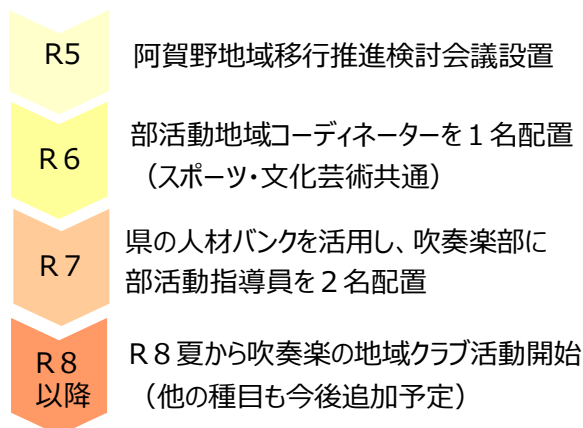 R5
阿賀野地域移行推進検討会議設置
R６
部活動地域コーディネーターを１名配置
（スポーツ・文化芸術共通）
R７
県の人材バンクを活用し、吹奏楽部に
部活動指導員を２名配置
R８
以降
R８夏から吹奏楽の地域クラブ活動開始
（他の種目も今後追加予定）